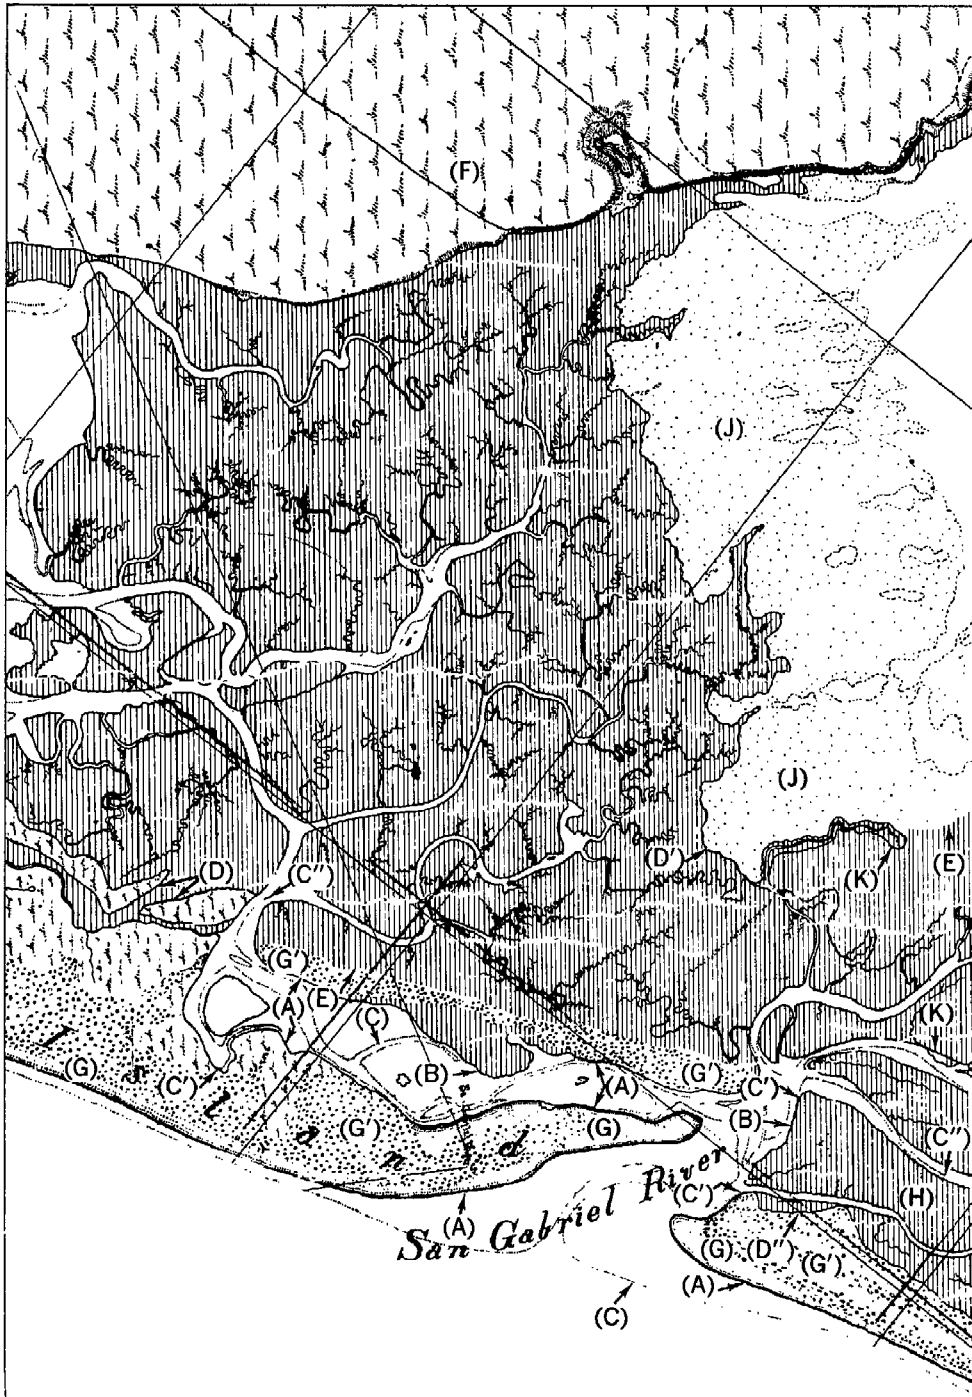 (F)
(J)
(J)
(D')
(K)
(E)
(D)
(C'')
(G')
(A)
(E)
(C)
(K)
(G)
(C')
(B)
(A)
(G')
(C')
(B)
(G')
(G)
(C'')
Island
(C')
(H)
San Gabriel River
(A)
(G)
(D'')
(G')
(A)
(C)